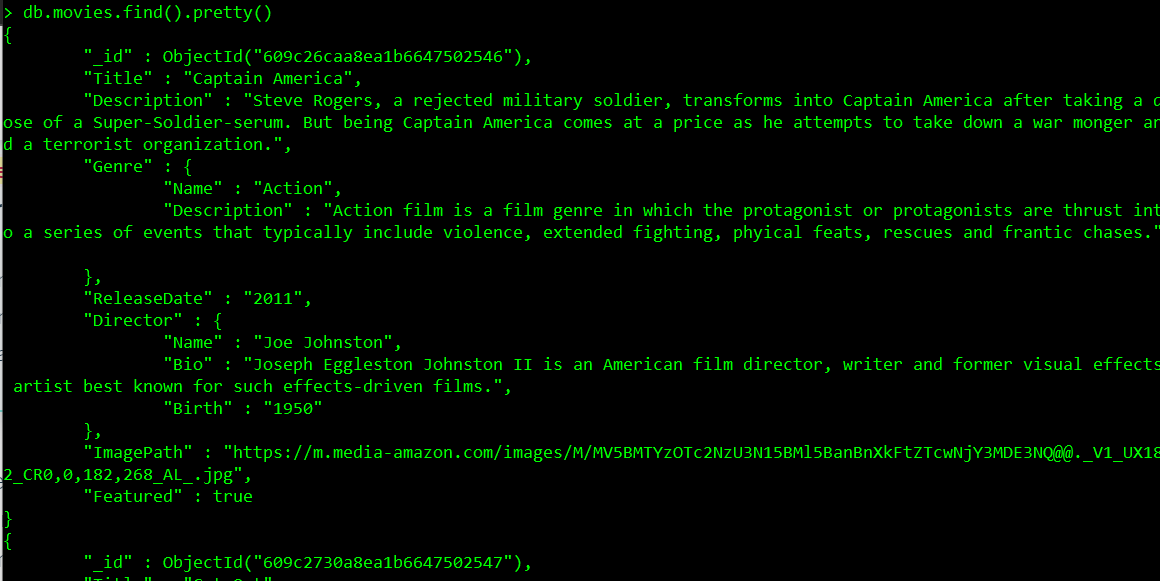 > db.movies.find().pretty()
{
"_id" : ObjectId("609c26caa8ea1b6647502546"),
"Title" : "Captain America",
"Description" : "Steve Rogers, a rejected military soldier, transforms into Captain America after taking a d
ose of a Super-Soldier-serum. But being Captain America comes at a price as he attempts to take down a war monger an
d a terrorist organization.",
"Genre" : {
"Name" : "Action",
"Description" : "Action film is a film genre in which the protagonist or protagonists are thrust int
o a series of events that typically include violence, extended fighting, phyical feats, rescues and frantic chases."
},
"ReleaseDate" : "2011",
"Director" : {
"Name" : "Joe Johnston",
"Bio" : "Joseph Eggleston Johnston II is an American film director, writer and former visual effects
artist best known for such effects-driven films.",
"Birth" : "1950"
},
"ImagePath" : "https://m.media-amazon.com/images/M/MV5BMTYzOTc2NzU3N15BMl5BanBnXkFtZTcwNjY3MDE3NQ@@._V1_UX18
2_CR0,0,182,268_AL_.jpg",
"Featured" : true
}
{
"_id" : ObjectId("609c2730a8ea1b6647502547"),